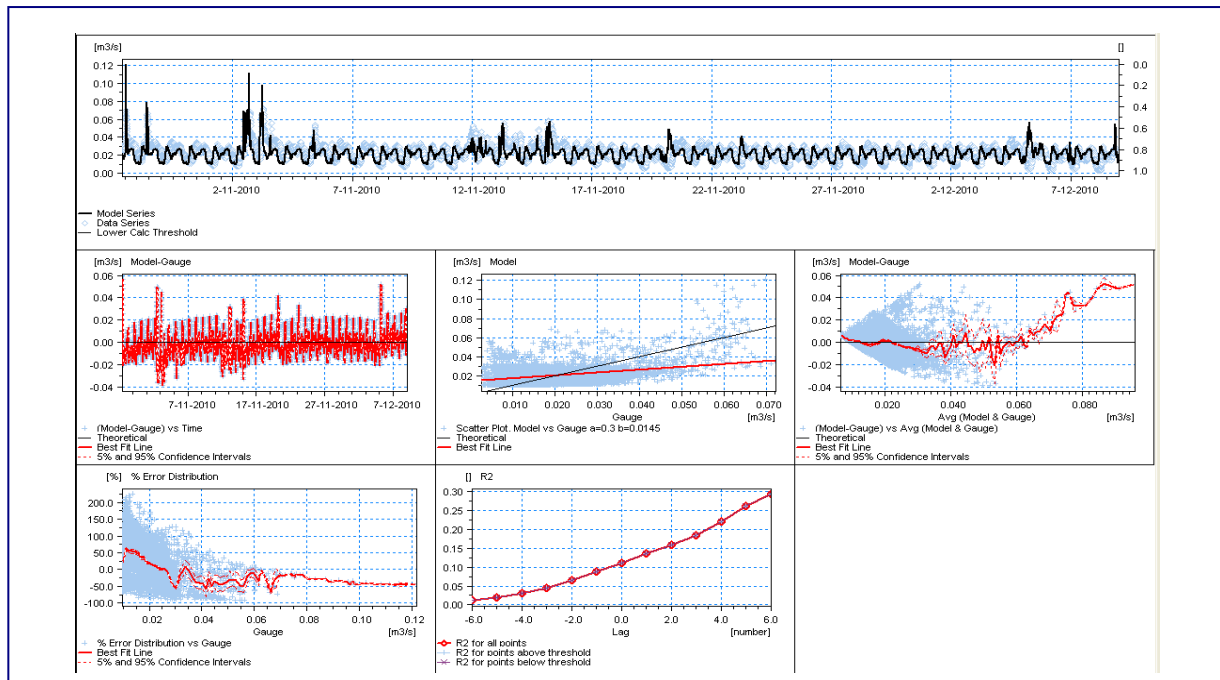 [m3/s] []
0.12 0.0
0.10 0.2
0.08 0.4
0.06 0.6
0.04 0.8
0.02 1.0
0.00
2-11-2010 7-11-2010 12-11-2010 17-11-2010 22-11-2010 27-11-2010 2-12-2010 7-12-2010
Model Series
Data Series
Lower Calc Threshold
[m3/s] Model-Gauge
0.06
0.04
0.02
0.00
-0.02
-0.04
7-11-2010 17-11-2010 27-11-2010 7-12-2010
(Model-Gauge) vs Time
Theoretical
Best Fit Line
5% and 95% Confidence Intervals
[m3/s] Model
0.12
0.10
0.08
0.06
0.04
0.02
0.010 0.020 0.030 0.040 0.050 0.060 0.070
Gauge [m3/s]
Scatter Plot. Model vs Gauge a=0.3 b=0.0145
Best Fit Line
[m3/s] Model-Gauge
0.06
0.04
0.02
0.00
-0.02
-0.04
0.020 0.040 0.060 0.080
Avg (Model & Gauge) [m3/s]
(Model-Gauge) vs Avg (Model & Gauge)
Theoretical
Best Fit Line
5% and 95% Confidence Intervals
[%] % Error Distribution
200.0
150.0
100.0
50.0
0.0
-50.0
-100.0
0.02 0.04 0.06 0.08 0.10 0.12
Gauge [m3/s]
% Error Distribution vs Gauge
Best Fit Line
5% and 95% Confidence Intervals
[] R2
0.30
0.25
0.20
0.15
0.10
0.05
0.00
-6.0 -4.0 -2.0 0.0 2.0 4.0 6.0
Lag [number]
R2 for all points
R2 for points above threshold
R2 for points below threshold